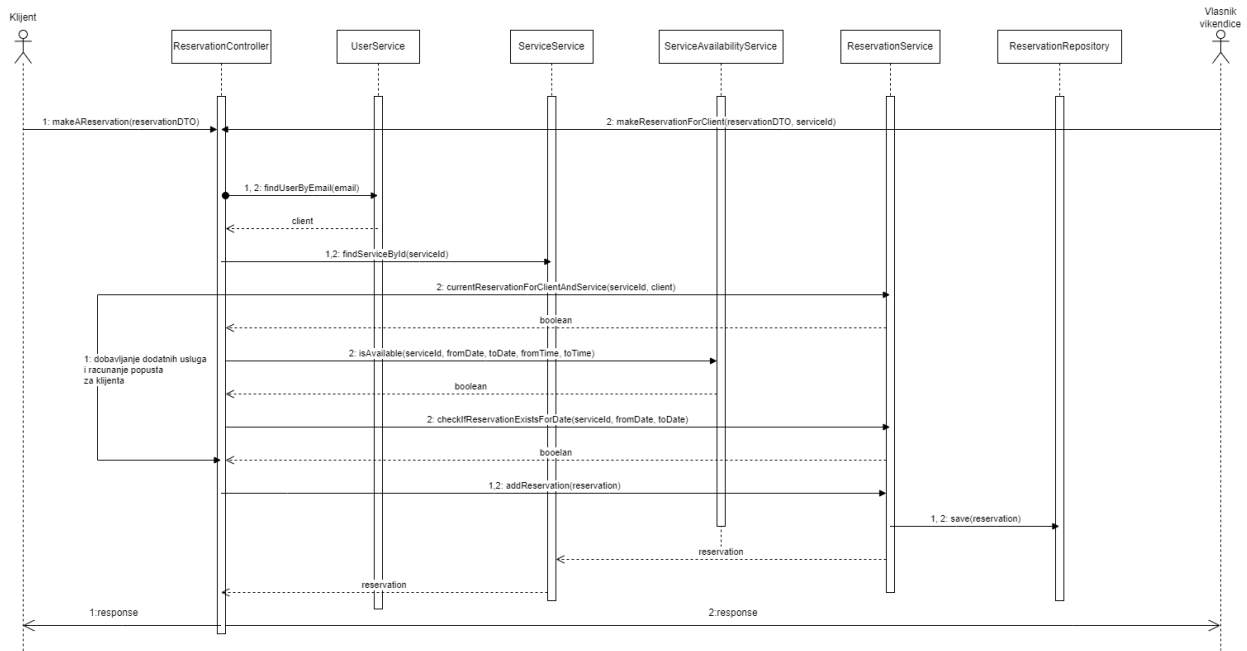 Klijent
Vlasnik
vikendice
ReservationController
UserService
ServiceService
ServiceAvailabilityService
ReservationService
ReservationRepository
1: makeAReservation(reservationDTO)
2: makeReservationForClient(reservationDTO, serviceId)
1, 2: findUserByEmail(email)
client
1,2: findServiceById(serviceId)
2: currentReservationForClientAndService(serviceId, client)
boolean
1: dobavljanje dodatnih usluga
i racunanje popusta
za klijenta
2: isAvailable(serviceId, fromDate, toDate, fromTime, toTime)
boolean
2: checkIfReservationExistsForDate(serviceId, fromDate, toDate)
booelan
1,2: addReservation(reservation)
1, 2: save(reservation)
reservation
reservation
1:response
2:response